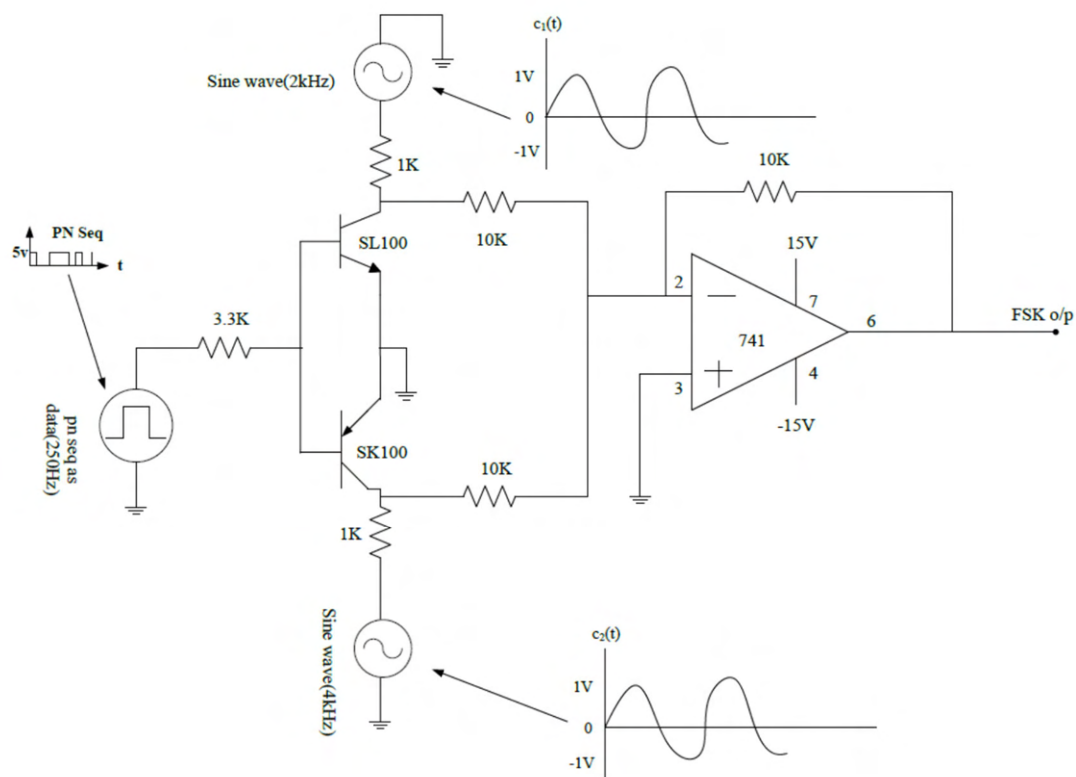 c₁(t)
Sine wave(2kHz)
1V
0
-1V
1K
10K
PN Seq
5v
t
SL100
10K
15V
2
7
3.3K
741
6
FSK o/p
3
4
-15V
pn seq as
data(250Hz)
SK100
10K
1K
Sine wave(4kHz)
c₂(t)
1V
0
-1V